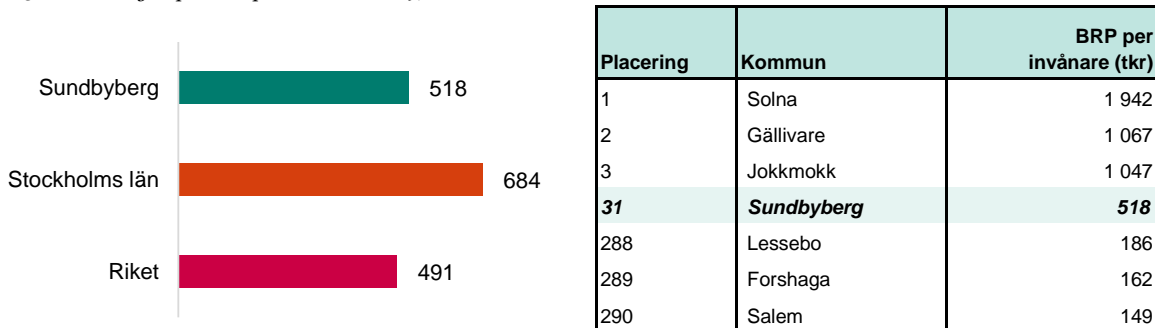 Sundbyberg 518
Stockholms län 684
Riket 491
Placering Kommun BRP per invånare (tkr)
1 Solna 1 942
2 Gällivare 1 067
3 Jokkmokk 1 047
31 Sundbyberg 518
288 Lessebo 186
289 Forshaga 162
290 Salem 149